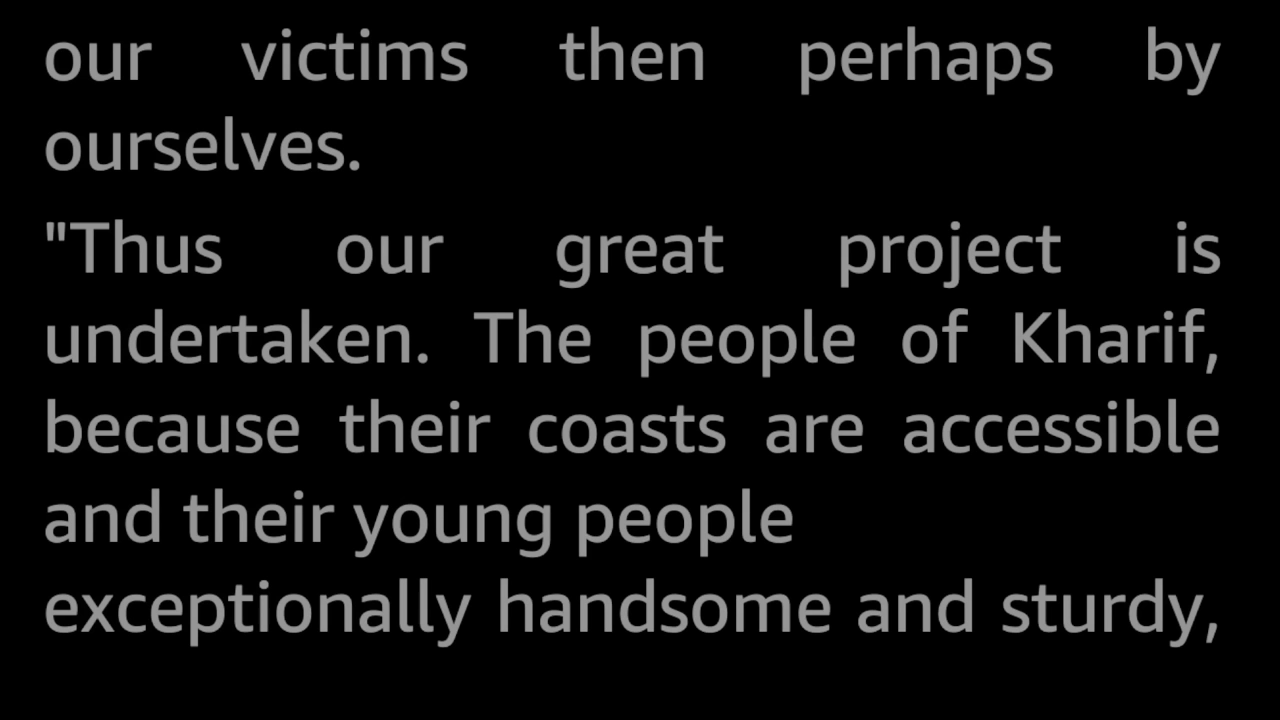 our victims then perhaps by
ourselves.
"Thus our great project is
undertaken. The people of Kharif,
because their coasts are accessible
and their young people
exceptionally handsome and sturdy,